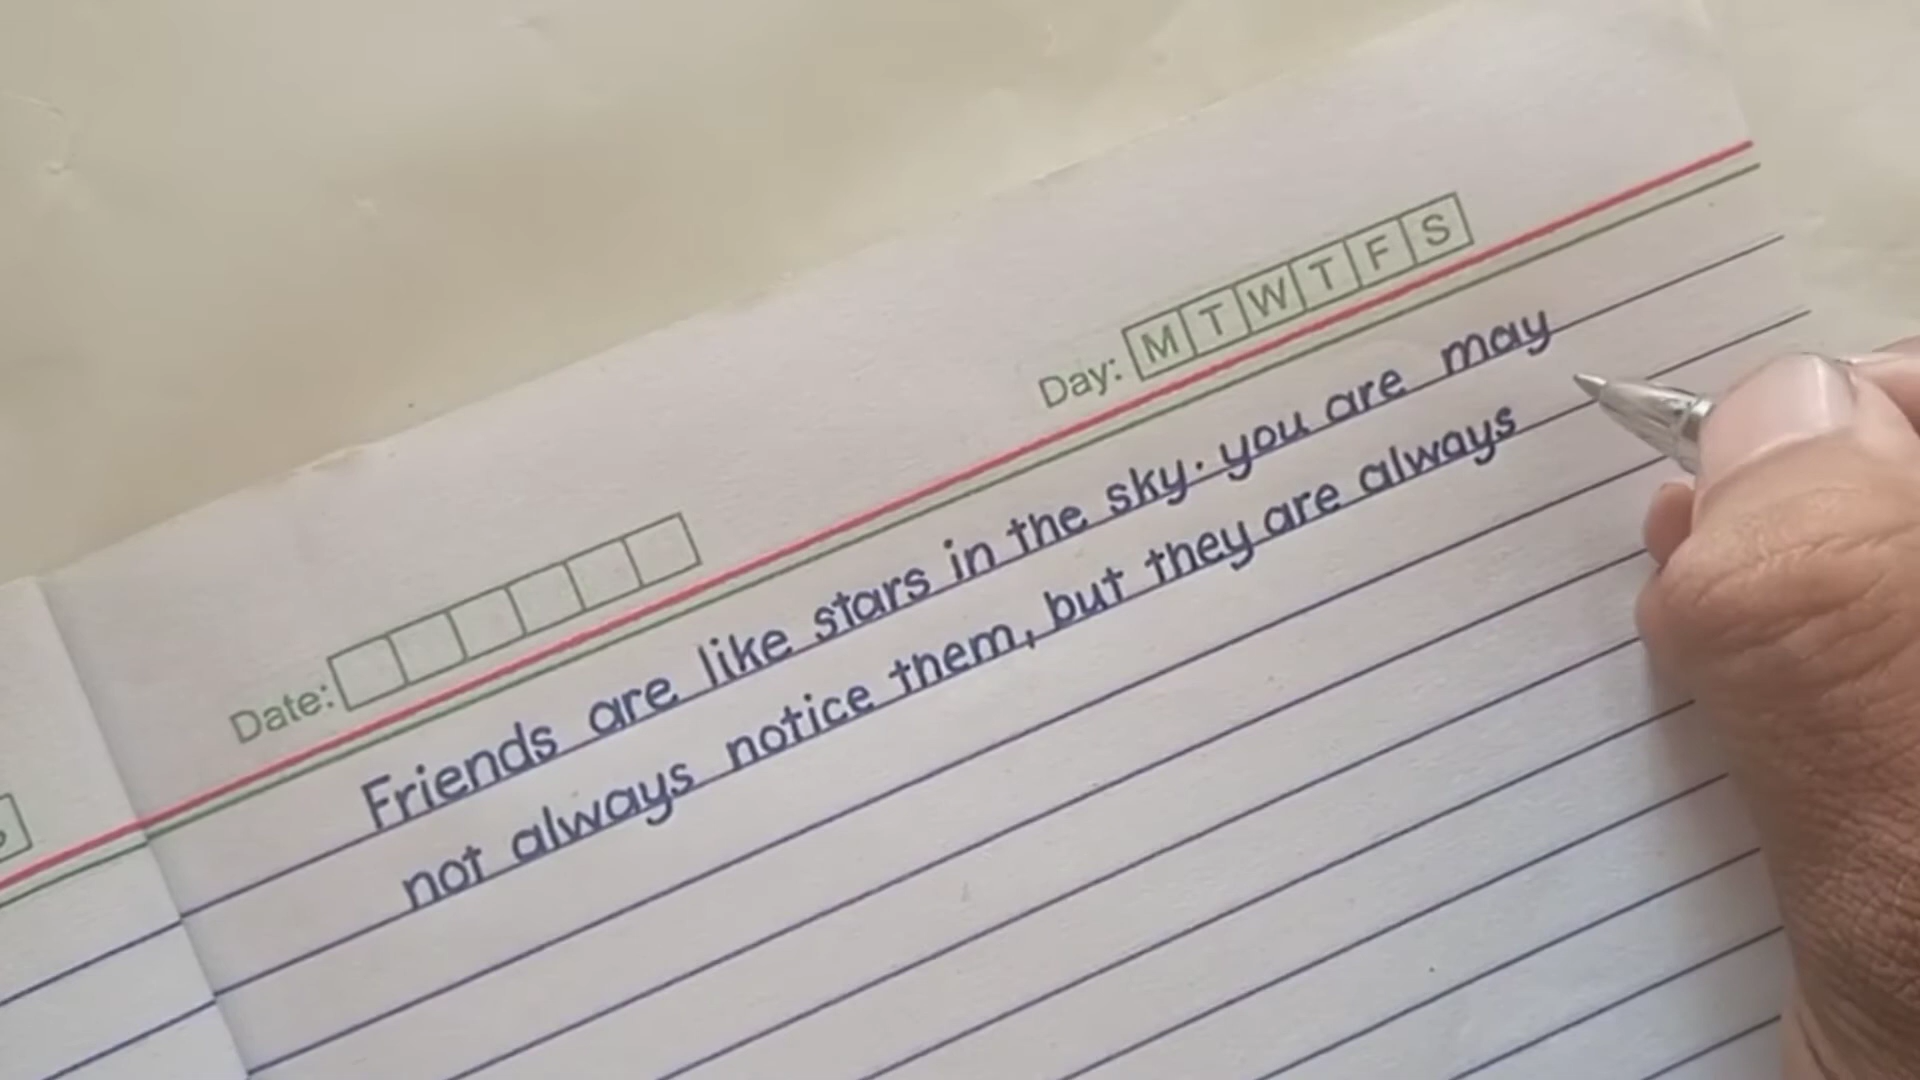 Day: M T W T F S
Date:
Friends are like stars in the sky. you are may
not always notice them, but they are always